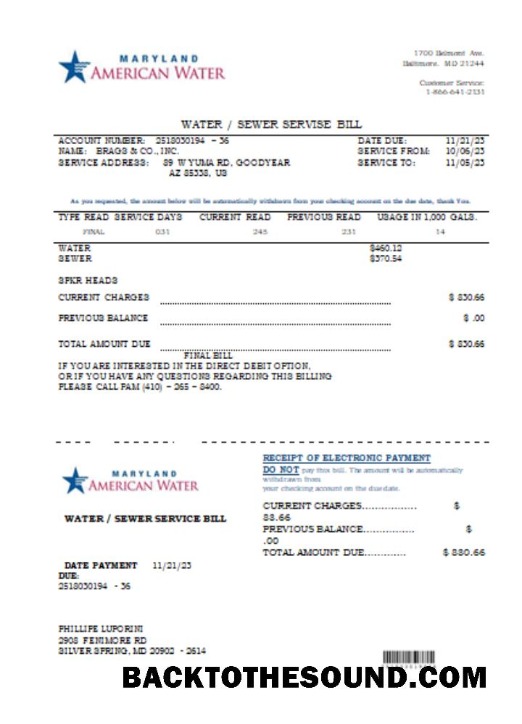 MARYLAND
AMERICAN WATER
1700 Belmont Ave.
Baltimore, MD 21244
Customer Service:
1-866-641-2131
WATER / SEWER SERVISE BILL
ACCOUNT NUMBER: 2518030194 - 36 DATE DUE: 11/21/23
NAME: BRAGG & CO., INC. SERVICE FROM: 10/06/23
SERVICE ADDRESS: 89 W YUMA RD, GOODYEAR SERVICE TO: 11/05/23
AZ 85338, US
As you requested, the amount below will be automatically withdrawn from your checking account on the due date, thank You.
TYPE READ SERVICE DAYS CURRENT READ PREVIOUS READ USAGE IN 1,000 GALS.
FINAL 031 245 231 14
WATER $460.12
SEWER $370.54
SPKR HEADS
CURRENT CHARGES $ 830.66
PREVIOUS BALANCE $ .00
TOTAL AMOUNT DUE $ 830.66
FINAL BILL
IF YOU ARE INTERESTED IN THE DIRECT DEBIT OPTION,
OR IF YOU HAVE ANY QUESTIONS REGARDING THIS BILLING
PLEASE CALL PAM (410) – 265 – 8400.
MARYLAND
AMERICAN WATER
WATER / SEWER SERVICE BILL
DATE PAYMENT 11/21/23
DUE:
2518030194 - 36
RECEIPT OF ELECTRONIC PAYMENT
DO NOT pay this bill. The amount will be automatically
withdrawn from
your checking account on the due date.
CURRENT CHARGES..................... $
83.66
PREVIOUS BALANCE................ $
.00
TOTAL AMOUNT DUE............. $ 830.66
PHILLIPE LUPORINI
2908 FENIMORE RD
SILVER SPRING, MD 20902 - 2614
BACKTOTHESOUND.COM